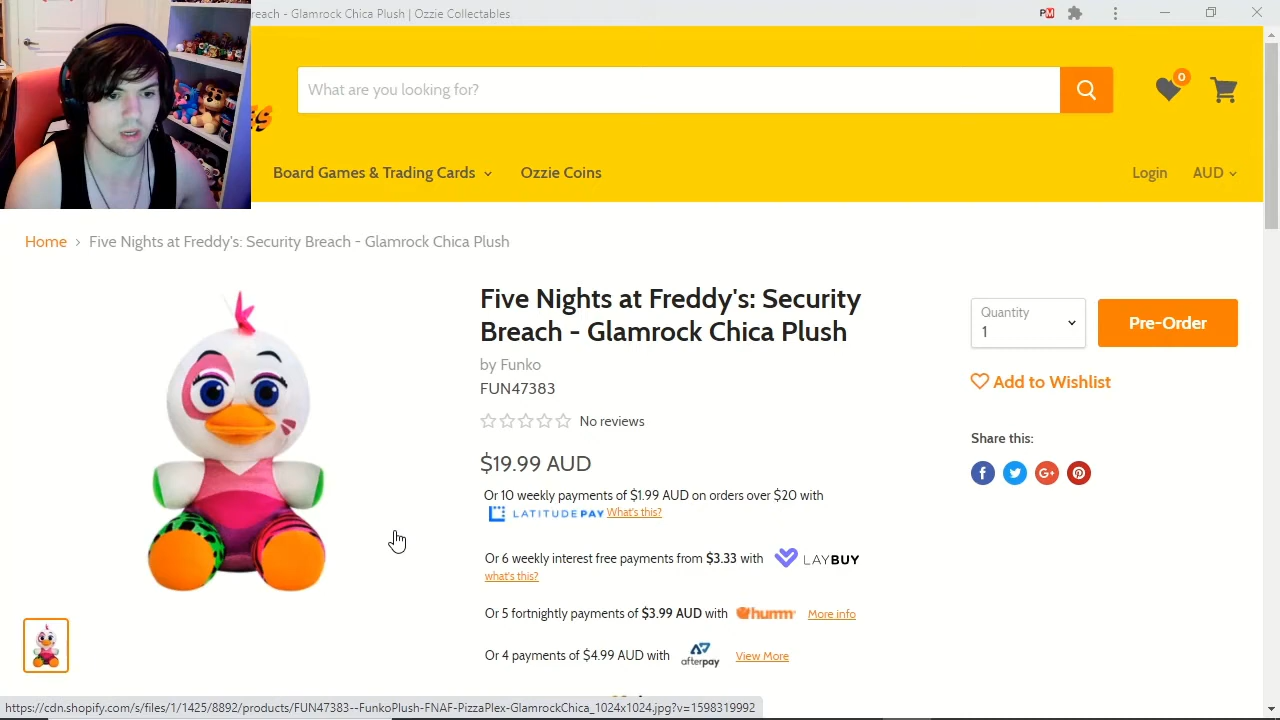 reach - Glamrock Chica Plush | Ozzie Collectables
What are you looking for?
0
Board Games & Trading Cards
Ozzie Coins
Login
AUD
Home > Five Nights at Freddy's: Security Breach - Glamrock Chica Plush
Five Nights at Freddy's: Security
Breach - Glamrock Chica Plush
by Funko
FUN47383
No reviews
$19.99 AUD
Or 10 weekly payments of $1.99 AUD on orders over $20 with
LATITUDEPAY What's this?
Or 6 weekly interest free payments from $3.33 with LAYBUY
what's this?
Or 5 fortnightly payments of $3.99 AUD with humm More info
Or 4 payments of $4.99 AUD with afterpay View More
Quantity
1
Pre-Order
Add to Wishlist
Share this:
https://cdn.shopify.com/s/files/1/1425/8892/products/FUN47383--FunkoPlush-FNAF-PizzaPlex-GlamrockChica_1024x1024.jpg?v=1598319992